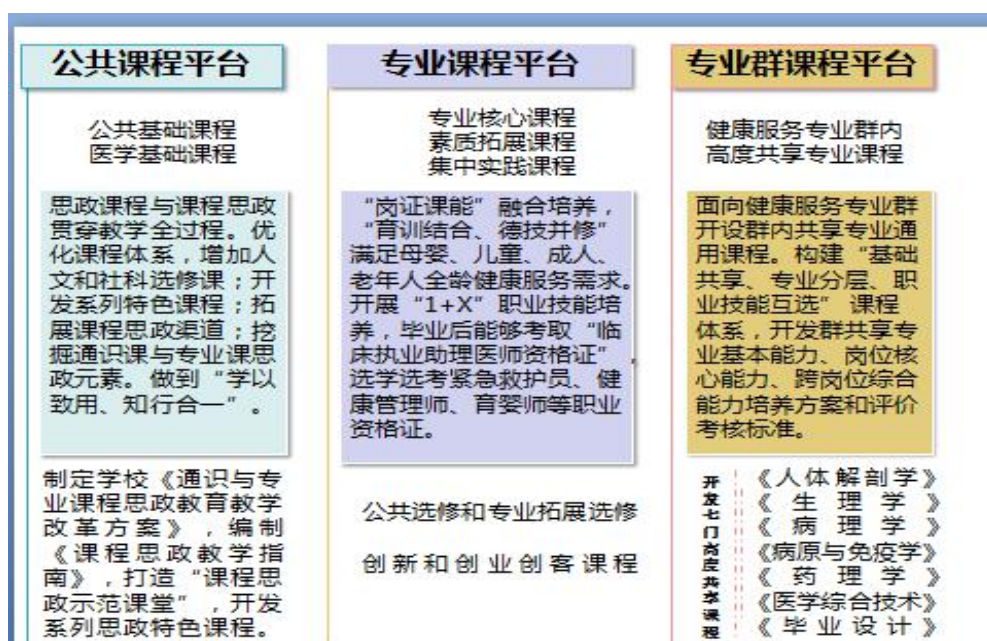 公共课程平台
公共基础课程
医学基础课程
思政课程与课程思政
贯穿教学全过程。优
化课程体系，增加人
文和社科选修课；开
发系列特色课程；拓
展课程思政渠道；挖
掘通识课与专业课思
政元素。做到“学以
致用、知行合一”。
制定学校《通识与专
业课程思政教育教学
改革方案》，编制
《课程思政教学指
南》，打造“课程思
政示范课堂”，开发
系列思政特色课程。
专业课程平台
专业核心课程
素质拓展课程
集中实践课程
“岗证课能”融合培养，
“育训结合、德技并修”
满足母婴、儿童、成人、
老年人全龄健康服务需求。
开展“1+X”职业技能培
养，毕业后能够考取“临
床执业助理医师资格证”，
选学选考紧急救护员、健
康管理师、育婴师等职业
资格证。
公共选修和专业拓展选修
创新和创业创客课程
专业群课程平台
健康服务专业群内
高度共享专业课程
面向健康服务专业群
开设群内共享专业通
用课程。构建“基础
共享、专业分层、职
业技能互选”课程
体系，开发群共享专
业基本能力、岗位核
心能力、跨岗位综合
能力培养方案和评价
考核标准。
开发七门高度共享课程
《人体解剖学》
《生理学》
《病理学》
《病原与免疫学》
《药理学》
《医学综合技术》
《毕业设计》